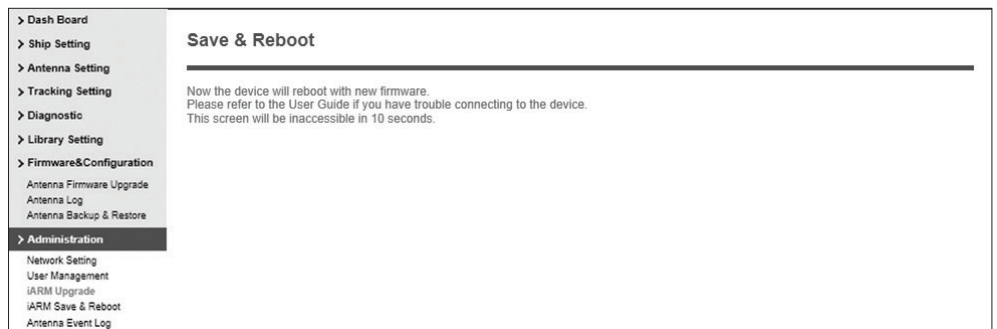 Dash Board
Ship Setting
Antenna Setting
Tracking Setting
Diagnostic
Library Setting
Firmware&Configuration
Antenna Firmware Upgrade
Antenna Log
Antenna Backup & Restore
Administration
Network Setting
User Management
iARM Upgrade
iARM Save & Reboot
Antenna Event Log
Save & Reboot
Now the device will reboot with new firmware.
Please refer to the User Guide if you have trouble connecting to the device.
This screen will be inaccessible in 10 seconds.